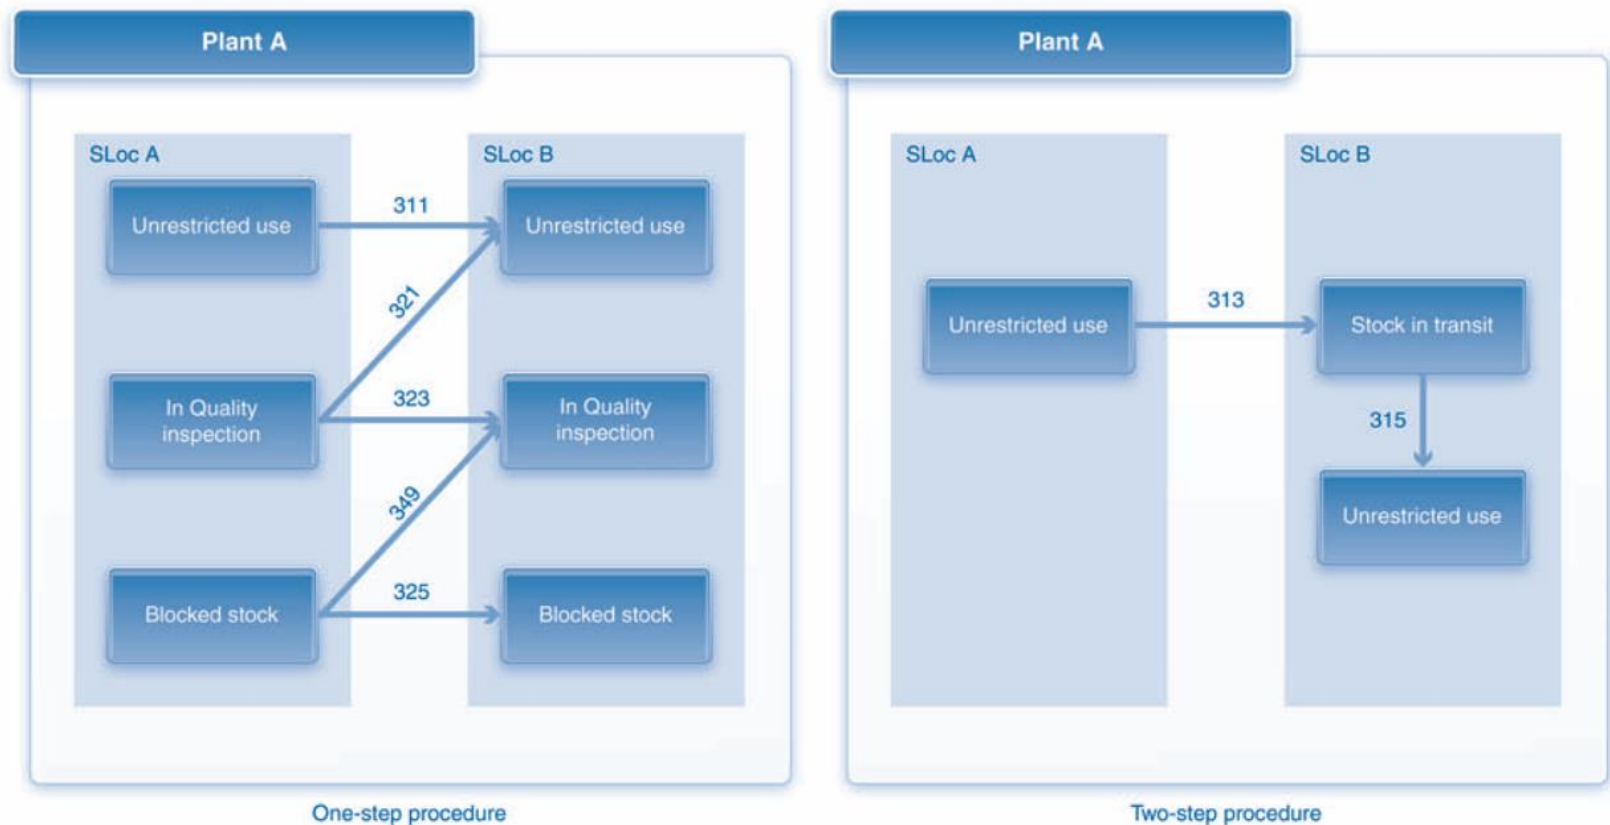 Plant A
SLoc A
SLoc B
Unrestricted use
311
Unrestricted use
321
In Quality
inspection
323
In Quality
inspection
349
Blocked stock
325
Blocked stock
One-step procedure
Plant A
SLoc A
SLoc B
Unrestricted use
313
Stock in transit
315
Unrestricted use
Two-step procedure